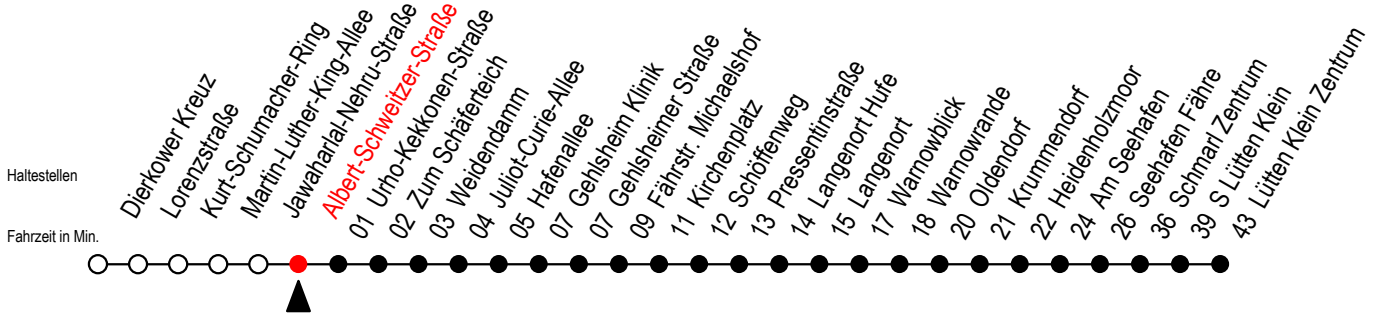 Haltestellen
Dierkower Kreuz
Lorenzstraße
Kurt-Schumacher-Ring
Martin-Luther-King-Allee
Jawaharlal-Nehru-Straße
Albert-Schweitzer-Straße
01 Urho-Kekkonen-Straße
02 Zum Schäferteich
03 Weidendamm
04 Juliot-Curie-Allee
05 Hafenallee
07 Gehlsheim Klinik
07 Gehlsheimer Straße
09 Fährstr. Michaelshof
11 Kirchenplatz
12 Schöffenweg
13 Pressentinstraße
14 Langenort Hufe
15 Langenort
17 Warnowblick
18 Warnowrande
20 Oldendorf
21 Krummendorf
22 Heidenholzmoor
24 Am Seehafen
26 Seehafen Fähre
36 Schmarl Zentrum
39 S Lütten Klein
43 Lütten Klein Zentrum
Fahrzeit in Min.